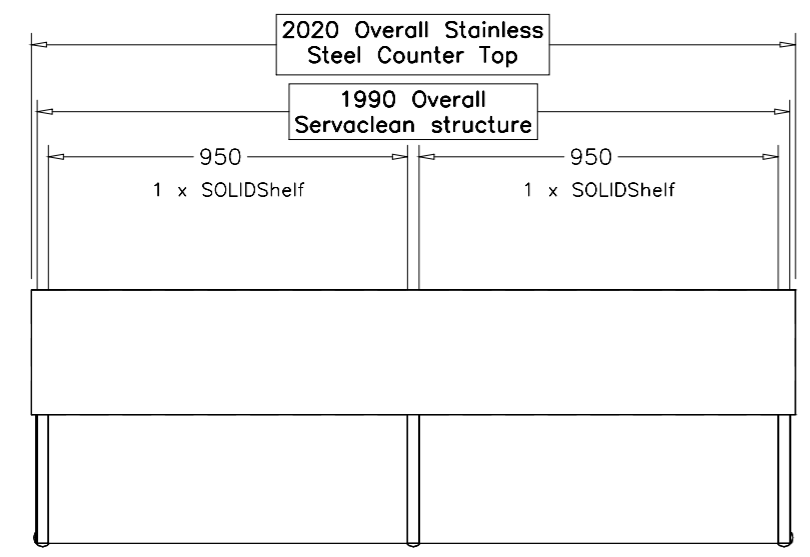 2020 Overall Stainless
Steel Counter Top
1990 Overall
Servaclean structure
950 950
1 x SOLIDShelf 1 x SOLIDShelf